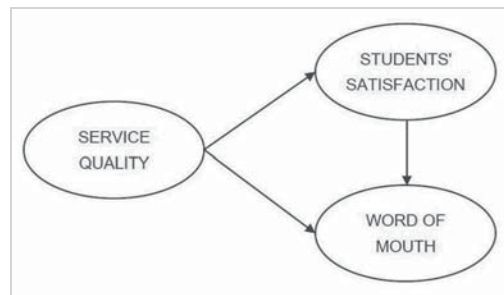 STUDENTS'
SATISFACTION
SERVICE
QUALITY
WORD OF
MOUTH